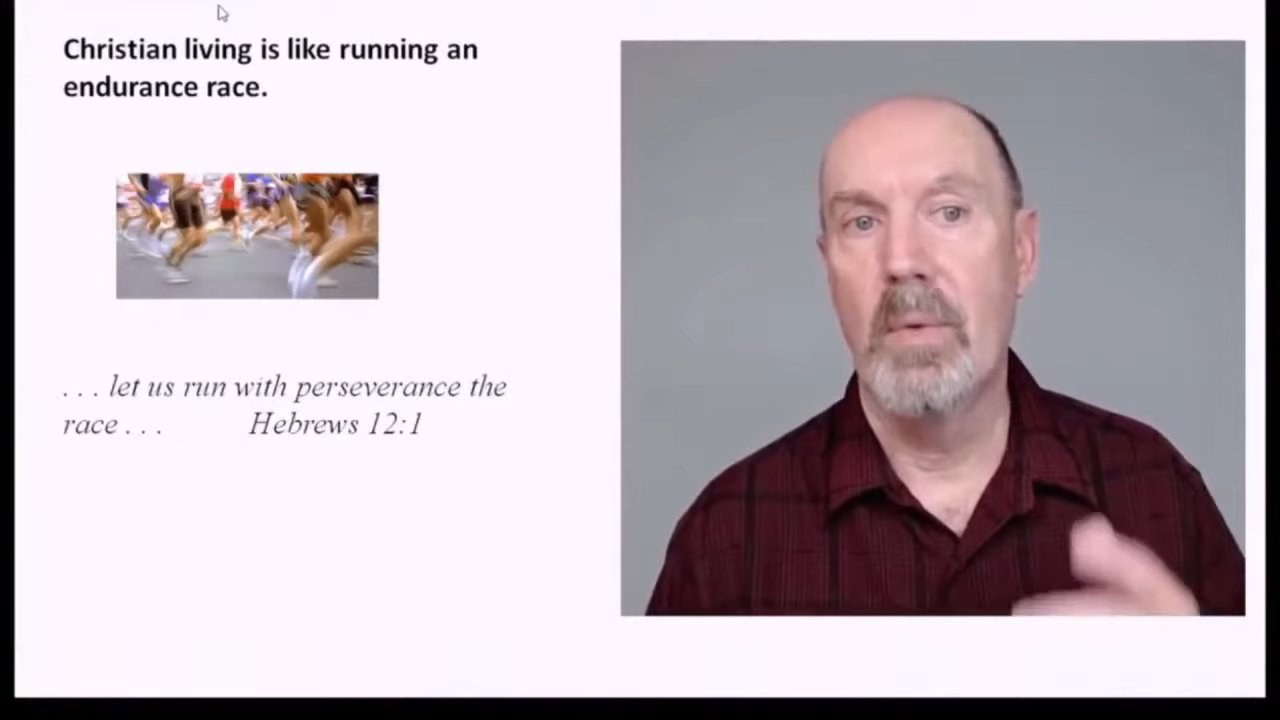 Christian living is like running an
endurance race.
. . . let us run with perseverance the
race . . . Hebrews 12:1